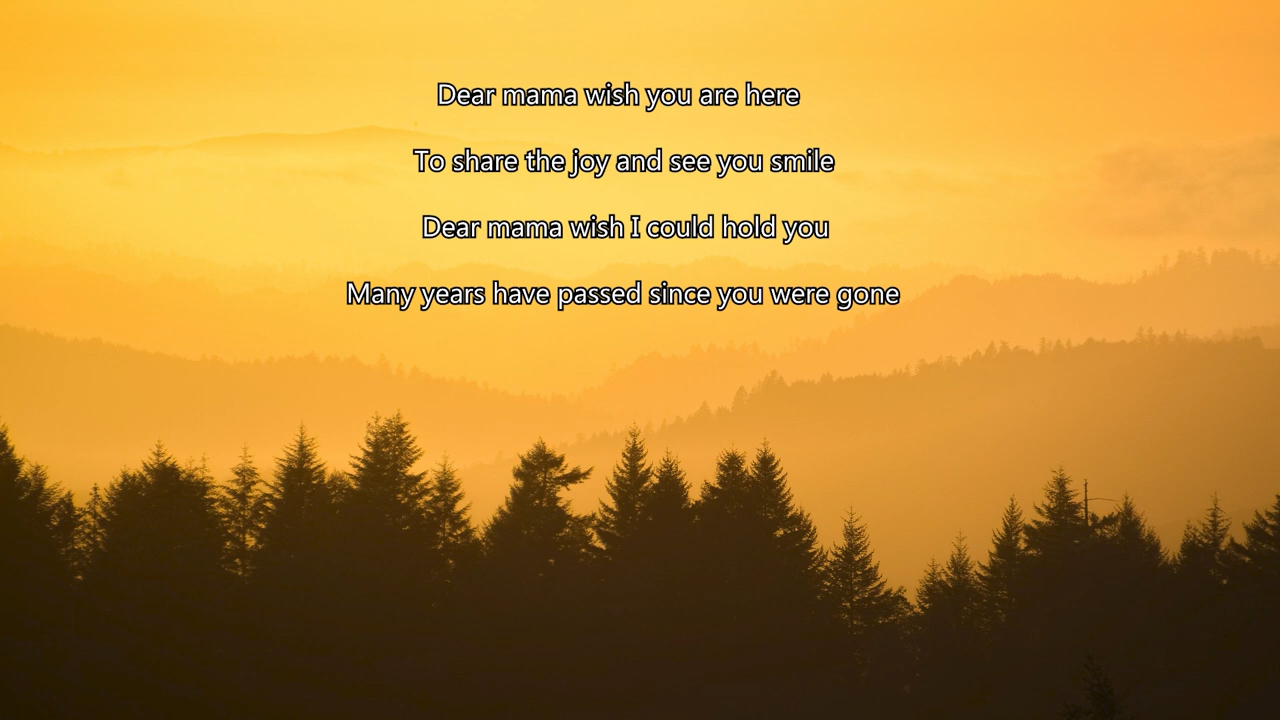 Dear mama wish you are here
To share the joy and see you smile
Dear mama wish I could hold you
Many years have passed since you were gone